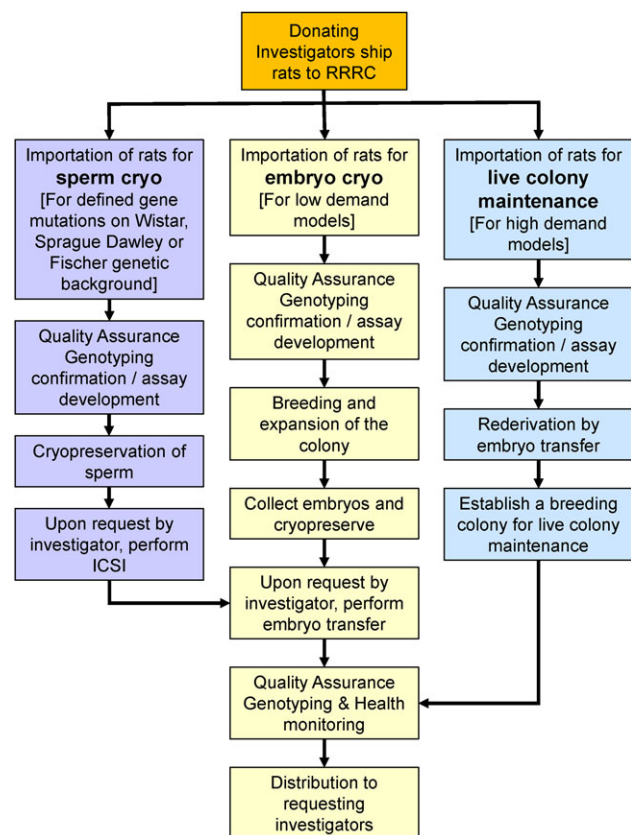 Donating
Investigators ship
rats to RRRC
Importation of rats for
sperm cryo
[For defined gene
mutations on Wistar,
Sprague Dawley or
Fischer genetic
background]
Quality Assurance
Genotyping
confirmation / assay
development
Cryopreservation of
sperm
Upon request by
investigator, perform
ICSI
Importation of rats for
embryo cryo
[For low demand
models]
Quality Assurance
Genotyping
confirmation / assay
development
Breeding and
expansion of the
colony
Collect embryos and
cryopreserve
Upon request by
investigator, perform
embryo transfer
Quality Assurance
Genotyping & Health
monitoring
Distribution to
requesting
investigators
Importation of rats for
live colony
maintenance
[For high demand
models]
Quality Assurance
Genotyping
confirmation / assay
development
Rederivation by
embryo transfer
Establish a breeding
colony for live colony
maintenance